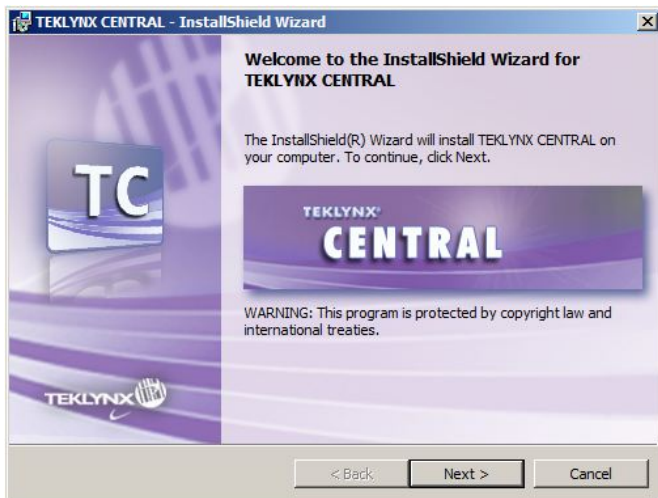 TEKLYNX CENTRAL - InstallShield Wizard
Welcome to the InstallShield Wizard for
TEKLYNX CENTRAL
The InstallShield(R) Wizard will install TEKLYNX CENTRAL on
your computer. To continue, click Next.
TC
TEKLYNX®
CENTRAL
WARNING: This program is protected by copyright law and
international treaties.
TEKLYNX
< Back
Next >
Cancel